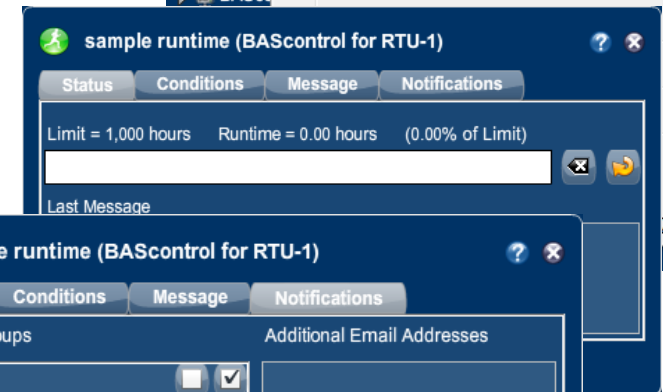 sample runtime (BAScontrol for RTU-1)
Status Conditions Message Notifications
Limit = 1,000 hours Runtime = 0.00 hours (0.00% of Limit)
Last Message
runtime (BAScontrol for RTU-1)
Conditions Message Notifications
Additional Email Addresses